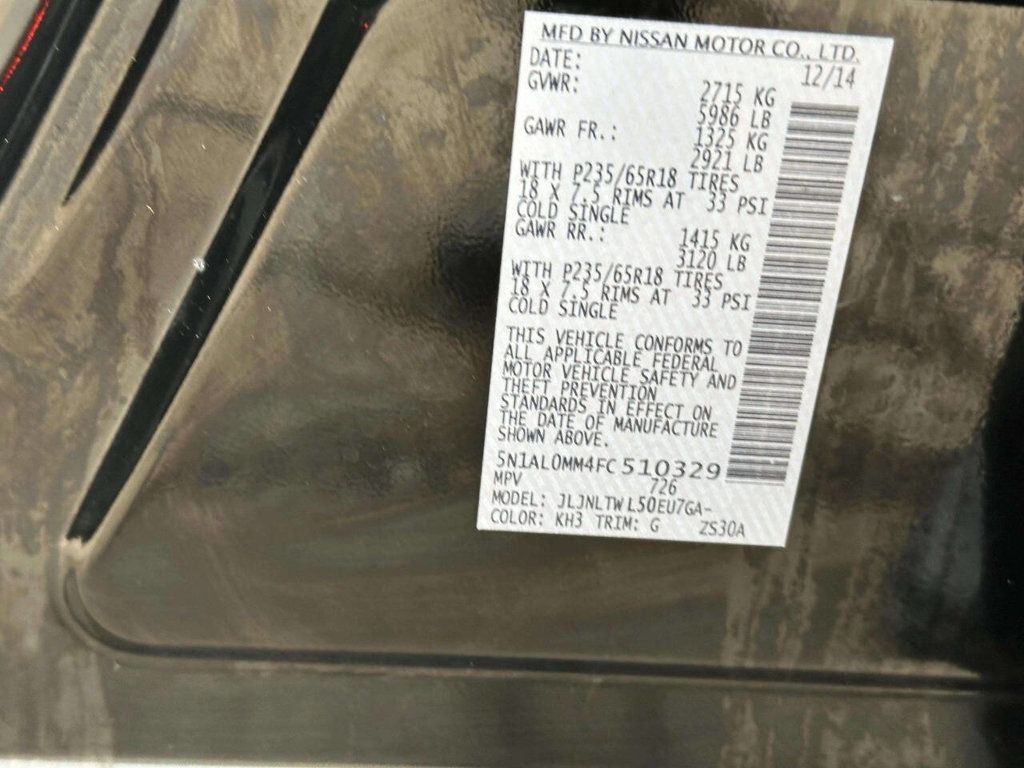 MFD BY NISSAN MOTOR CO., LTD.
DATE: 12/14
GVWR: 2715 KG
5986 LB
GAWR FR.: 1325 KG
2921 LB
WITH P235/65R18 TIRES
18 X 7.5 RIMS AT 33 PSI
COLD SINGLE
GAWR RR.: 1415 KG
3120 LB
WITH P235/65R18 TIRES
18 X 7.5 RIMS AT 33 PSI
COLD SINGLE
THIS VEHICLE CONFORMS TO
ALL APPLICABLE FEDERAL
MOTOR VEHICLE SAFETY AND
THEFT PREVENTION
STANDARDS IN EFFECT ON
THE DATE OF MANUFACTURE
SHOWN ABOVE.
5N1AL0MM4FC510329
MPV 726
MODEL: JLJNLTW L50EU7GA-
COLOR: KH3 TRIM: G ZS30A